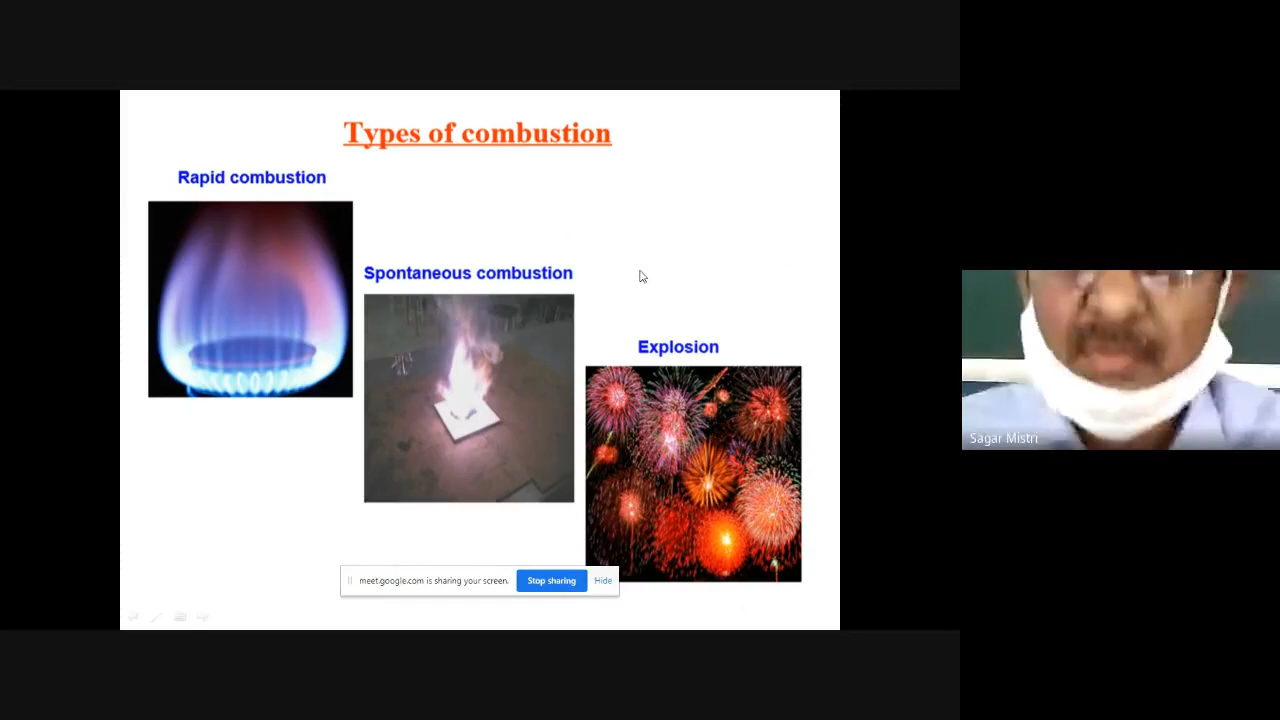 Types of combustion
Rapid combustion
Spontaneous combustion
Explosion
Sagar Mistri
meet.google.com is sharing your screen. Stop sharing Hide